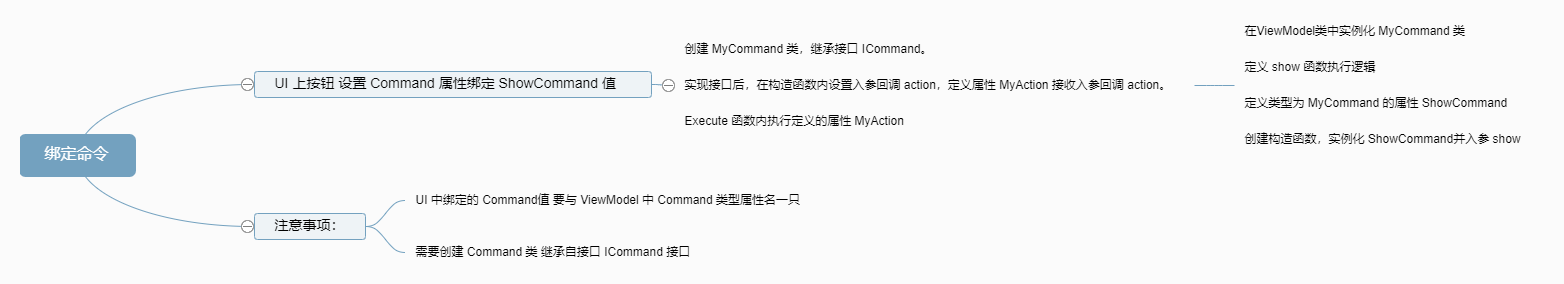 绑定命令
UI 上按钮 设置 Command 属性绑定 ShowCommand 值
创建 MyCommand 类，继承接口 ICommand。
实现接口后，在构造函数内设置入参回调 action，定义属性 MyAction 接收入参回调 action。
Execute 函数内执行定义的属性 MyAction
在ViewModel类中实例化 MyCommand 类
定义 show 函数执行逻辑
定义类型为 MyCommand 的属性 ShowCommand
创建构造函数，实例化 ShowCommand并入参 show
注意事项：
UI 中绑定的 Command值 要与 ViewModel 中 Command 类型属性名一只
需要创建 Command 类 继承自接口 ICommand 接口